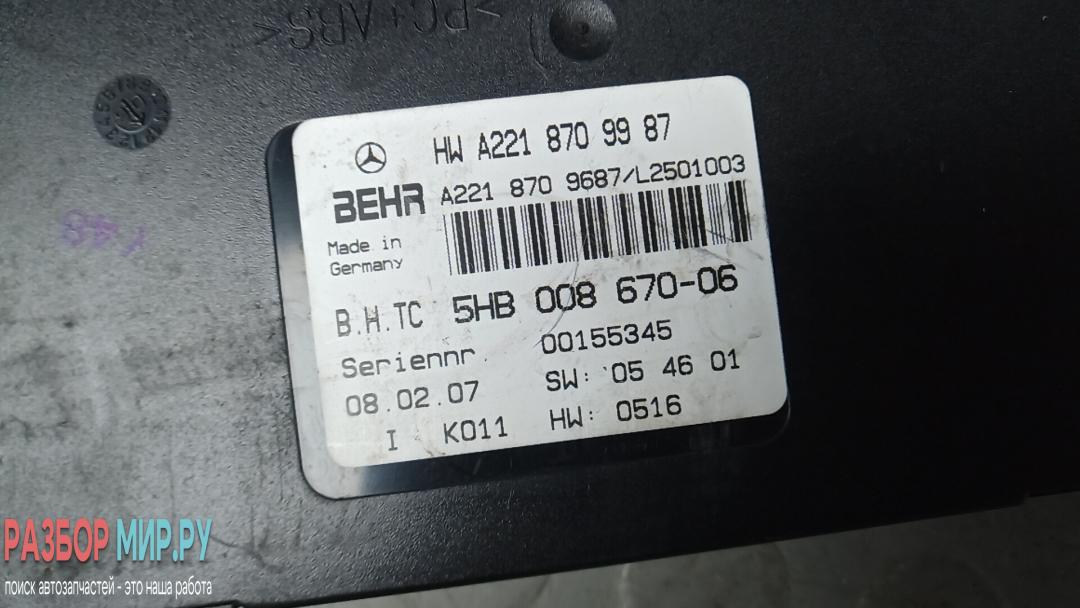 >PC+ABS<
HW A221 870 99 87
BEHR A221 870 9687/L2501003
Made in
Germany
B.H.TC 5HB 008 670-06
Seriennr. 00155345
08.02.07 SW: 05 46 01
I K011 HW: 0516
РАЗБОР МИР.РУ
поиск автозапчастей - это наша работа